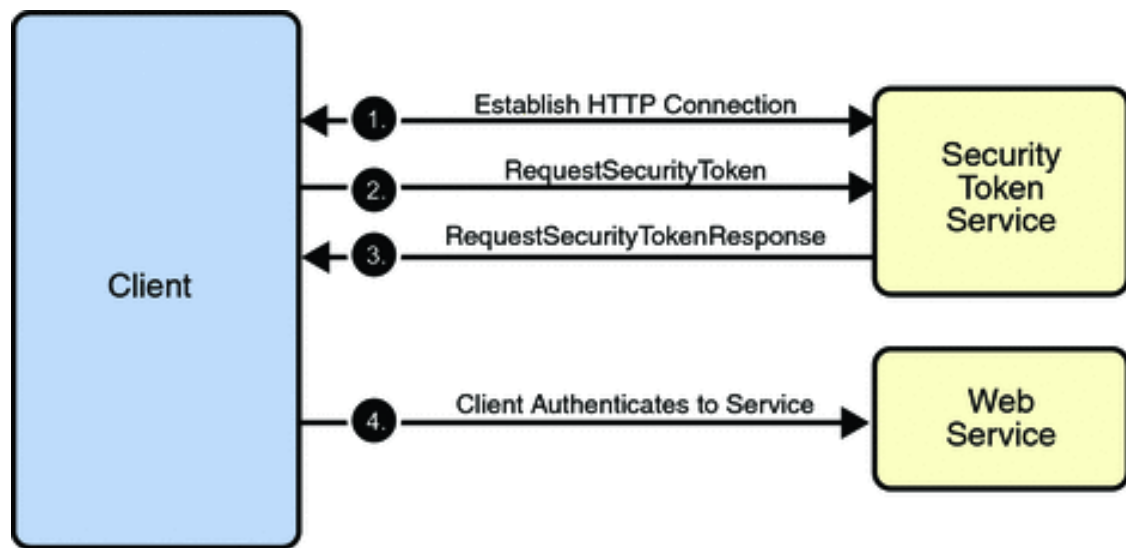 Client
1.
Establish HTTP Connection
2.
RequestSecurityToken
3.
RequestSecurityTokenResponse
Security
Token
Service
4.
Client Authenticates to Service
Web
Service